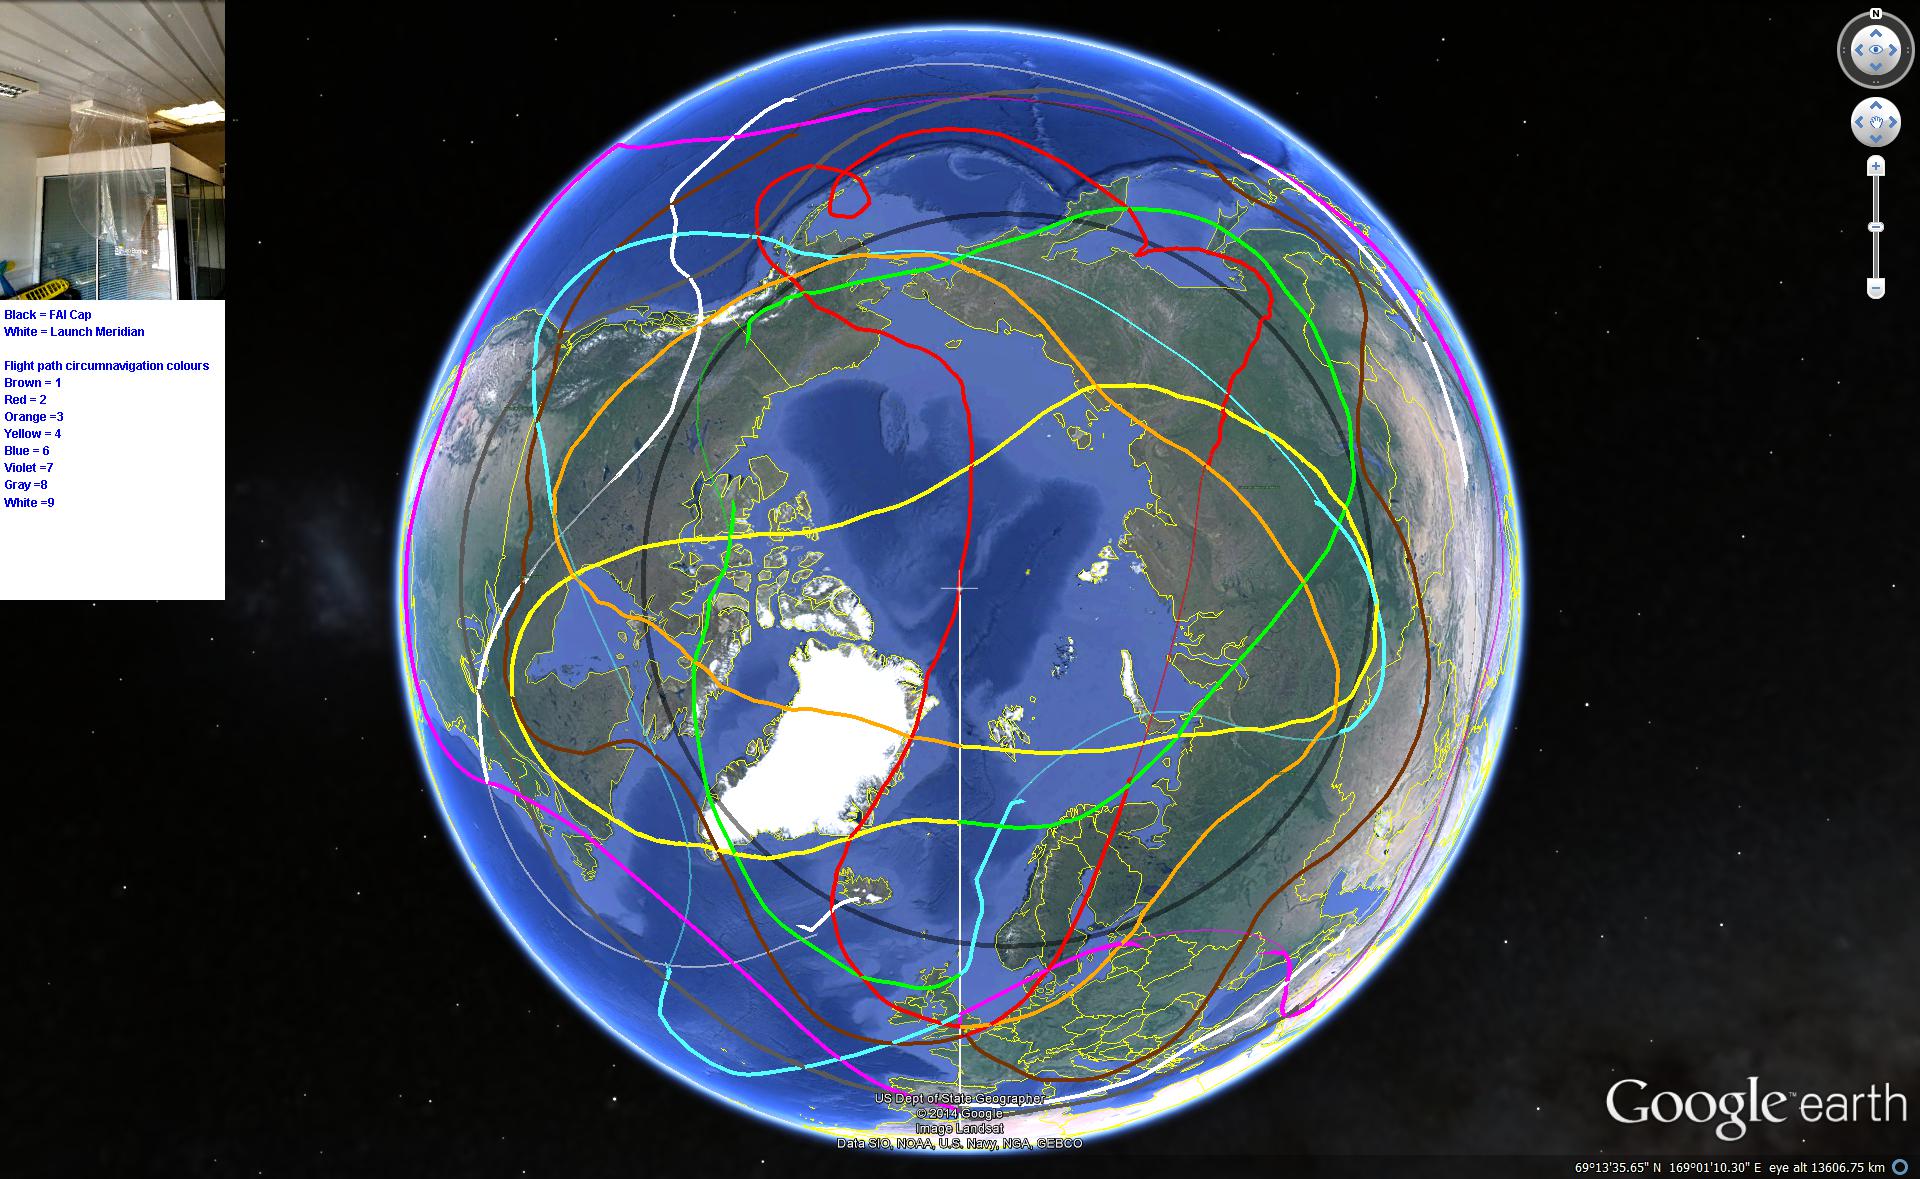 N
Black = FAI Cap
White = Launch Meridian
Flight path circumnavigation colours
Brown = 1
Red = 2
Orange =3
Yellow = 4
Blue = 6
Violet =7
Gray =8
White =9
US Dept of State Geographer
© 2014 Google
Image Landsat
Data SIO, NOAA, U.S. Navy, NGA, GEBCO
Google earth
69°13'35.65" N 169°01'10.30" E eye alt 13606.75 km